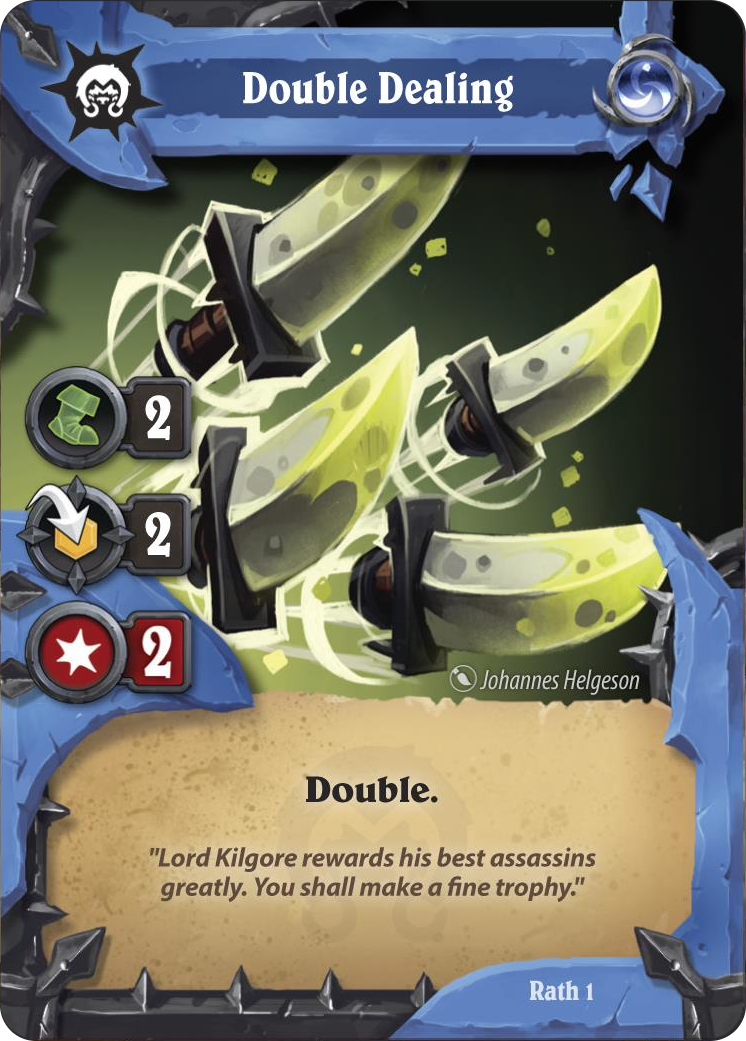 Double Dealing
2
2
2
Johannes Helgeson
Double.
"Lord Kilgore rewards his best assassins
greatly. You shall make a fine trophy."
Rath 1